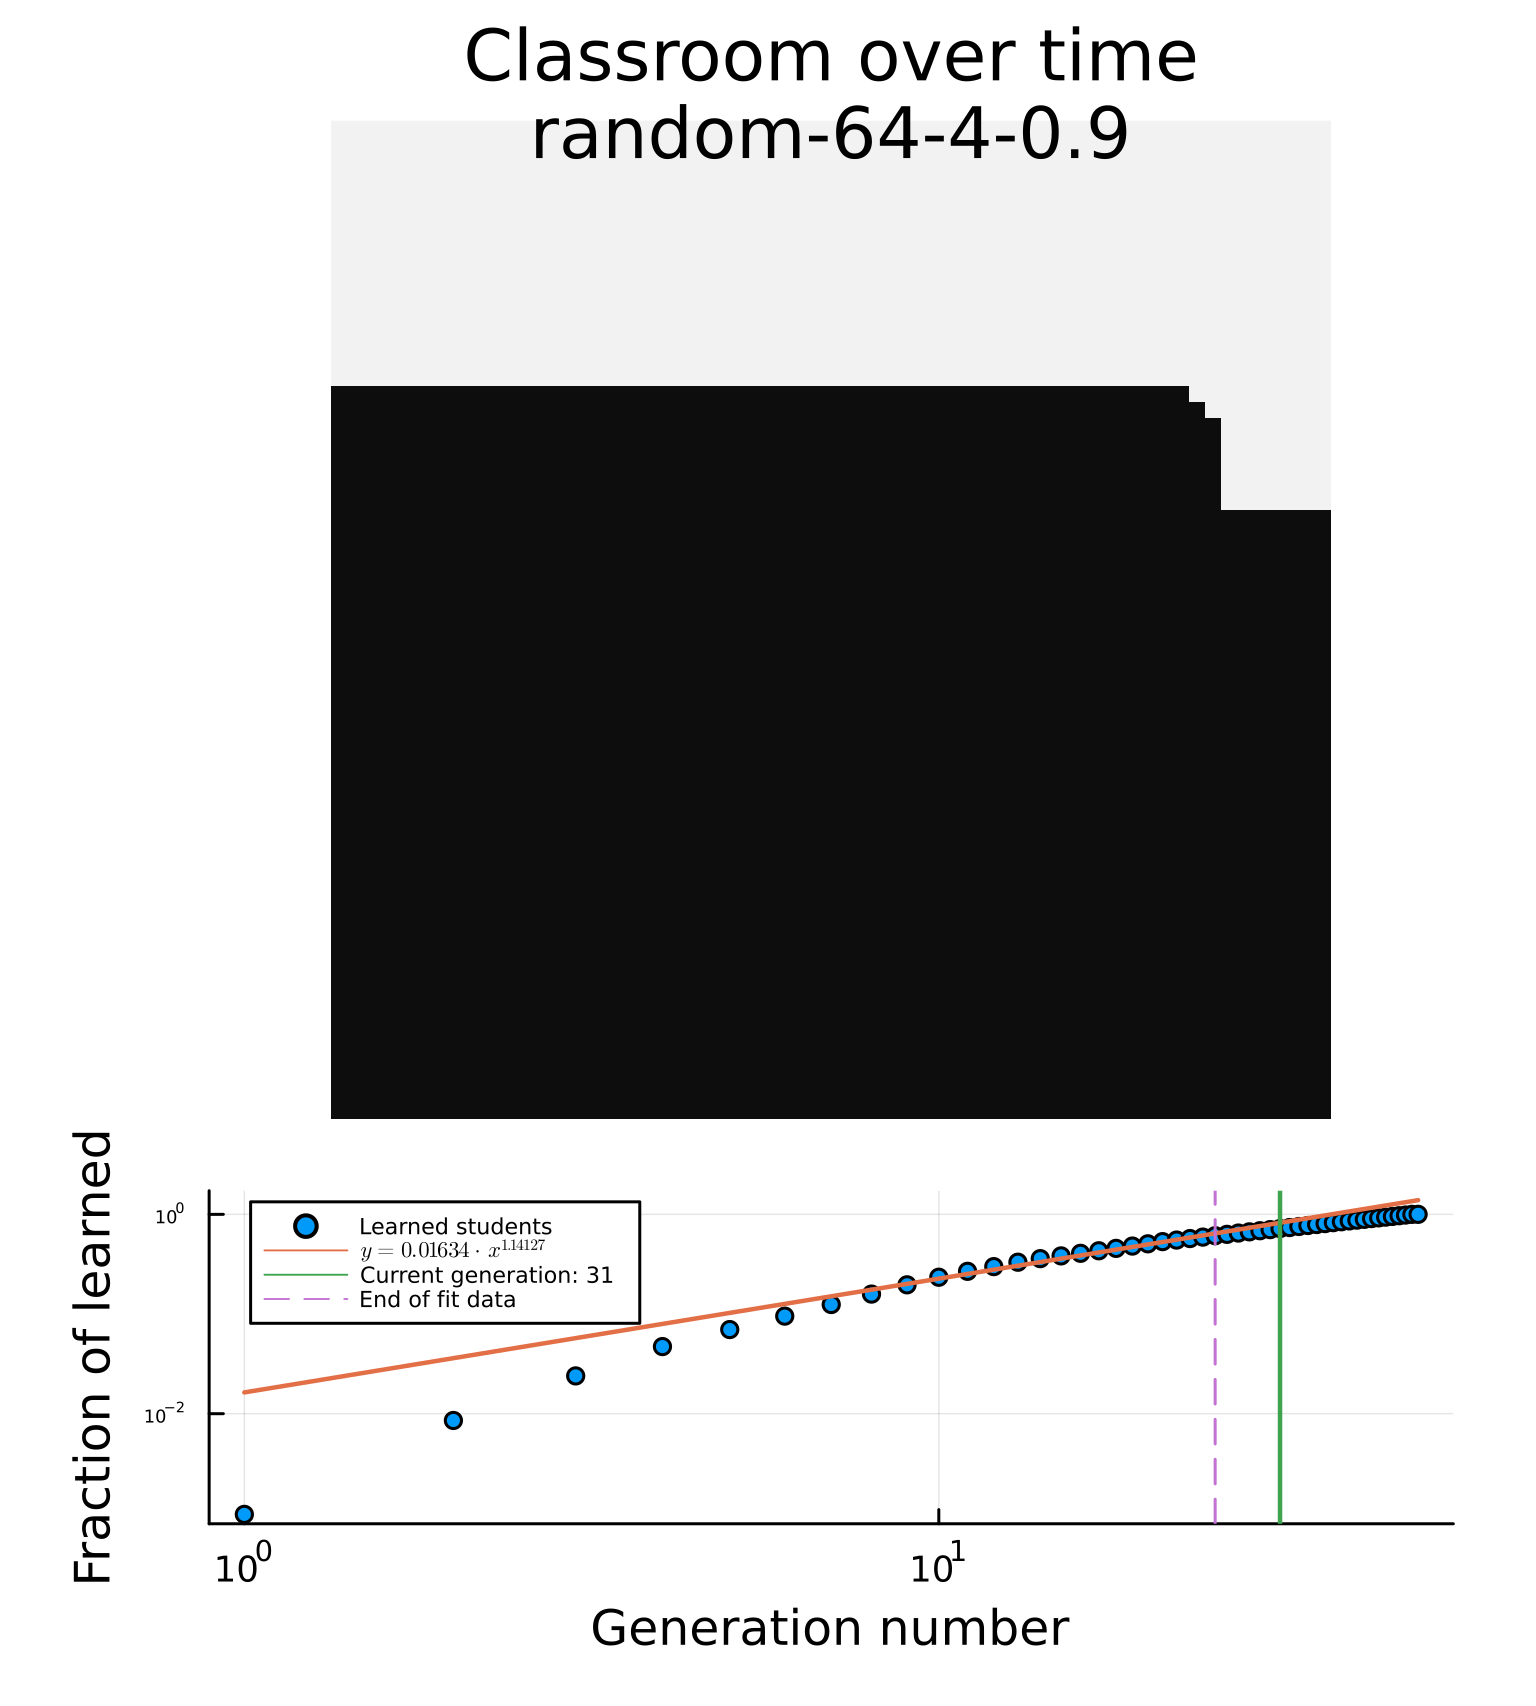 Classroom over time
random-64-4-0.9
Fraction of learned
10^0
10^-2
Learned students
y = 0.01634 · x^1.14127
Current generation: 31
End of fit data
10^0
10^1
Generation number